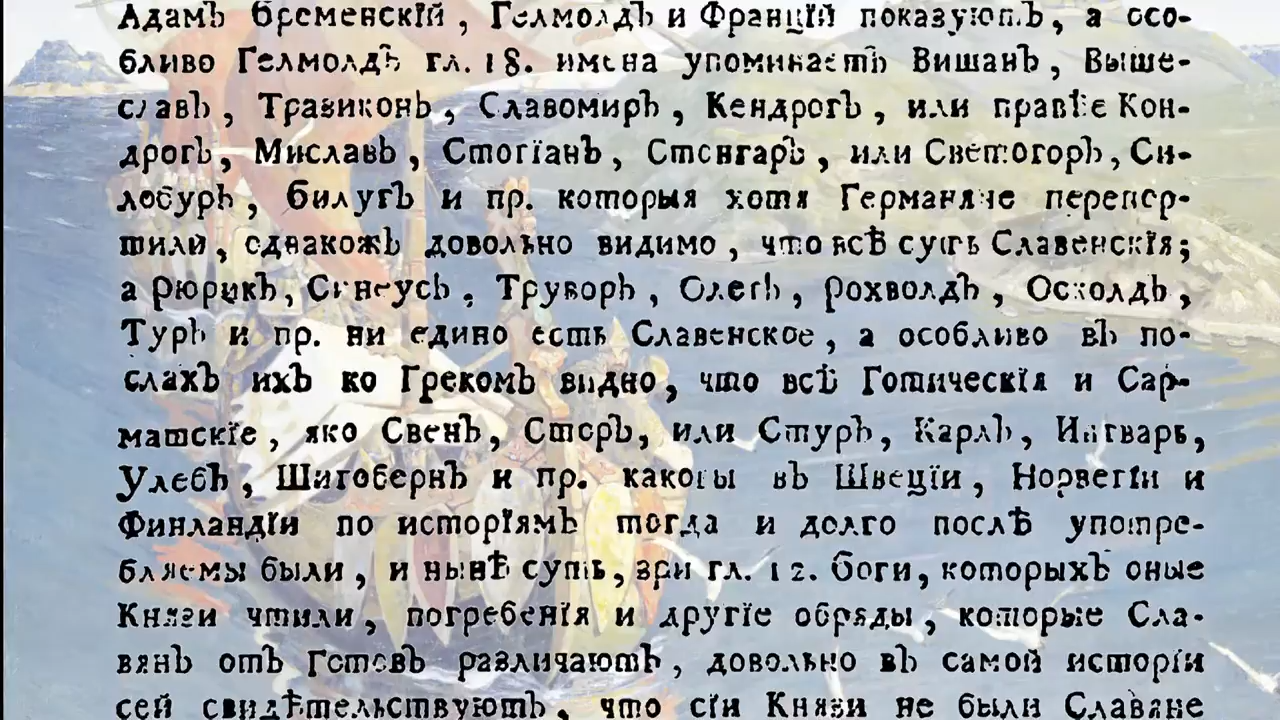 Адамъ Бременскїй, Гелмолдъ и Францїй показуютъ, а осо-
бливо Гелмолдъ гл. 18. имена упоминаетъ Вишанъ, Выше-
славъ, Травиконъ, Славомиръ, Кендрогъ, или правѣе Кон-
дрогъ, Миславъ, Стогїанъ, Стенгаръ, или Светогоръ, Си-
лобуръ, билугъ и пр. которыя хотя Германяне перепор-
тили, однакожъ довольно видимо, что всѣ суть Славенскїя;
а Рюрикъ, Синеусъ, Труворъ, Олегъ, Рохволдъ, Осколдъ,
Туръ и пр. ни едино есть Славенское, а особливо въ по-
слахъ ихъ ко Грекомъ видно, что всѣ Готическїя и Сар-
матскїе, яко Свенъ, Сторъ, или Стуръ, Карлъ, Ингварь,
Улебъ, Шигобернъ и пр. каковы въ Швецїи, Норвегїи и
Финландїи по исторїямъ тогда и долго послѣ употре-
бляемы были, и нынѣ суть, зри гл. 12. боги, которыхъ оные
Князи чтили, погребенїя и другїе обряды, которые Сла-
вянъ отъ Готовъ различаютъ, довольно въ самой исторїи
сей свидѣтельствуютъ, что сїи Князи не были Славяне